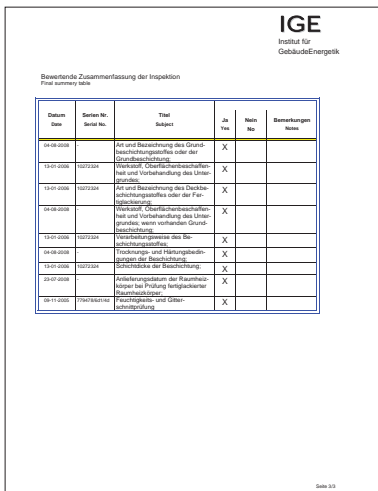 IGE
Institut für
GebäudeEnergetik
Bewertende Zusammenfassung der Inspektion
Final summery table
Datum Serien Nr. Titel Ja Nein Bemerkungen
Date Serial No. Subject Yes No Notes
04-08-2008 - Art und Bezeichnung des Grund- X
beschichtungsstoffes oder der
Grundbeschichtung;
13-01-2006 10272324 Werkstoff, Oberflächenbeschaffen- X
heit und Vorbehandlung des Unter-
grundes;
13-01-2006 10272324 Art und Bezeichnung des Deckbe- X
schichtungsstoffes oder der Fer-
tiglackierung;
04-08-2008 - Werkstoff, Oberflächenbeschaffen- X
heit und Vorbehandlung des Unter-
grundes; wenn vorhanden Grund-
beschichtung;
13-01-2006 10272324 Verarbeitungsweise des Be- X
schichtungsstoffes;
04-08-2008 - Trocknungs- und Härtungsbedin- X
gungen der Beschichtung;
13-01-2006 10272324 Schichtdicke der Beschichtung; X
23-07-2008 - Anlieferungsdatum der Raumheiz- X
körper bei Prüfung fertiglackierter
Raumheizkörper;
09-11-2005 Feuchtigkeits- und Gitter- X
schnittprüfung
Seite 3/3